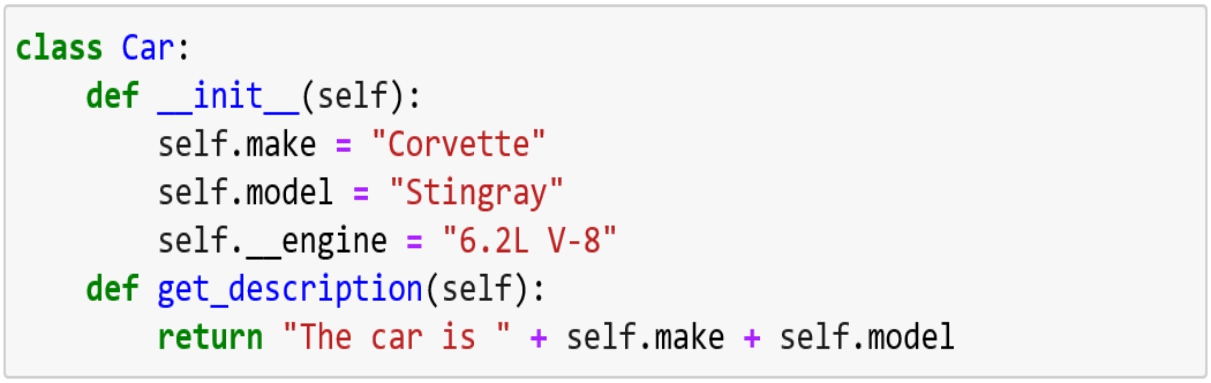 class Car:
    def __init__(self):
        self.make = "Corvette"
        self.model = "Stingray"
        self.__engine = "6.2L V-8"
    def get_description(self):
        return "The car is " + self.make + self.model